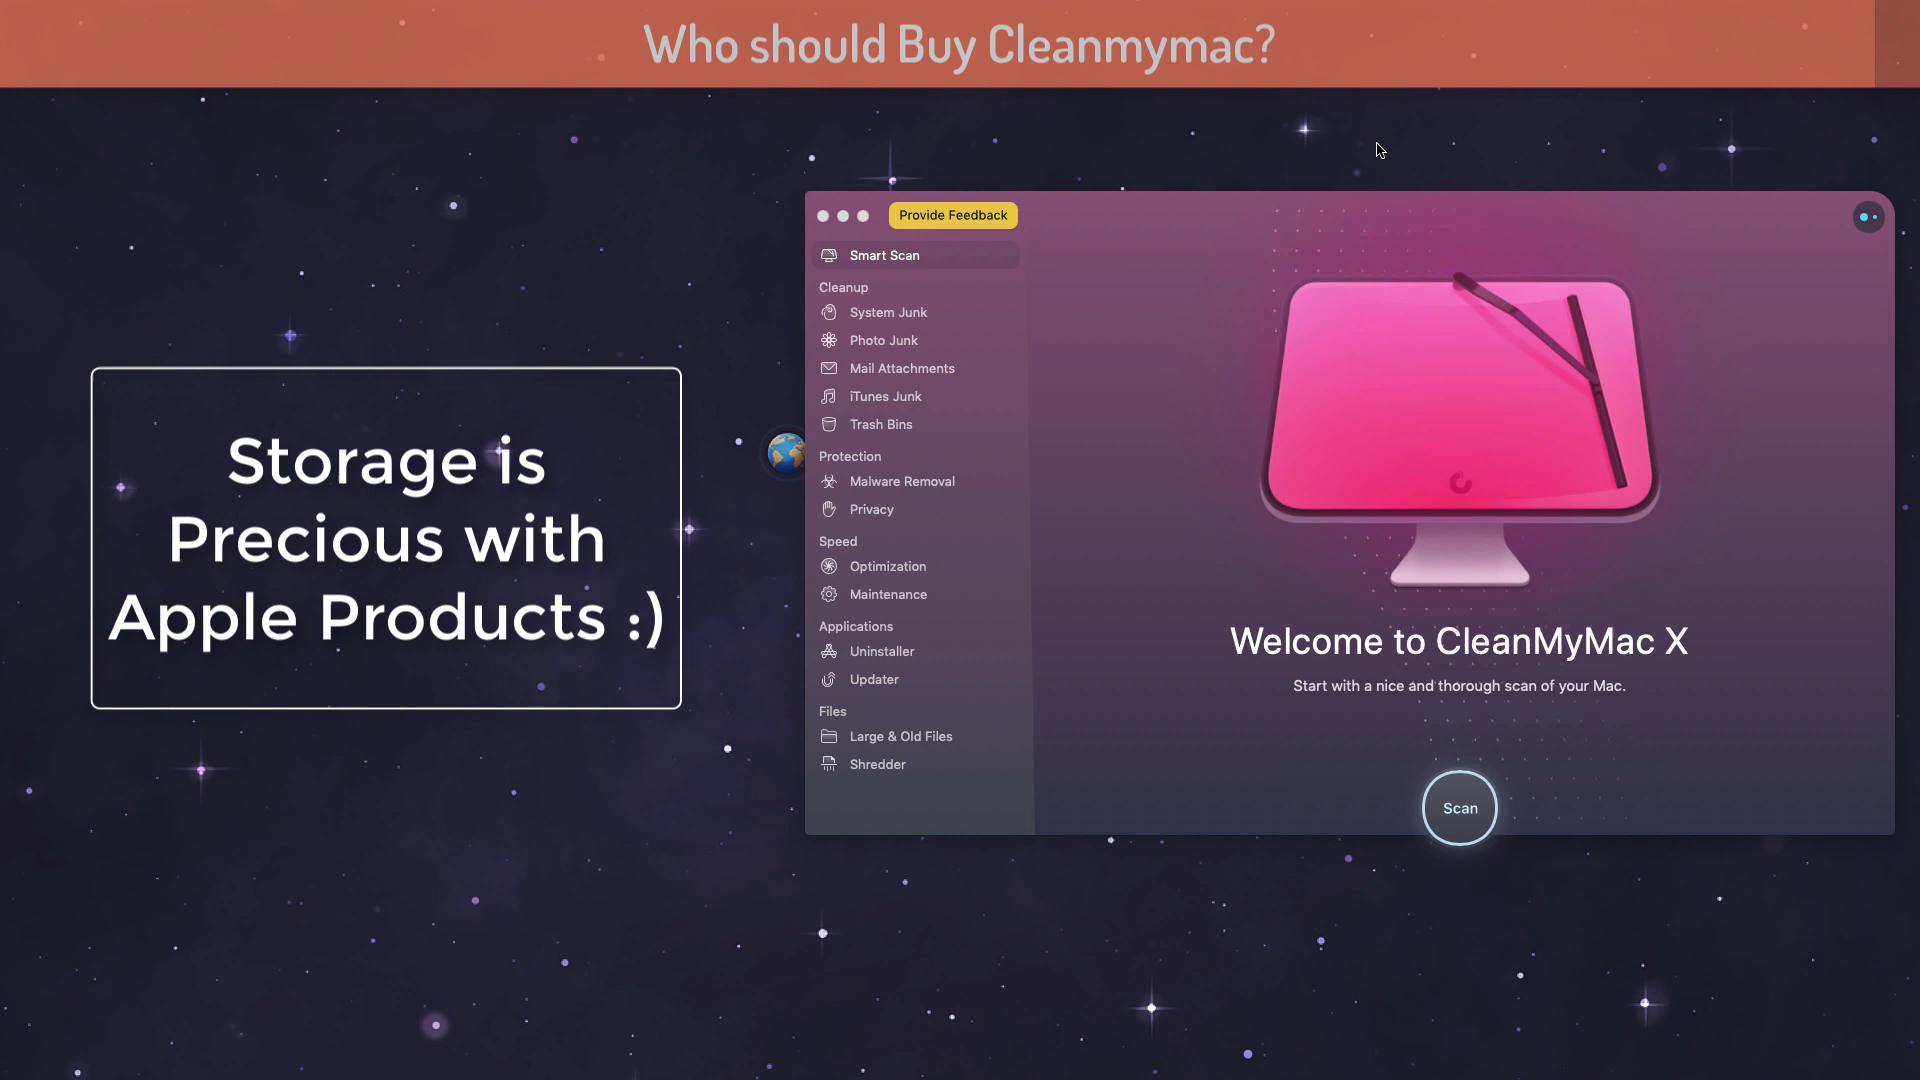 Who should Buy Cleanmymac?
Storage is
Precious with
Apple Products :)
Provide Feedback
Smart Scan
Cleanup
System Junk
Photo Junk
Mail Attachments
iTunes Junk
Trash Bins
Protection
Malware Removal
Privacy
Speed
Optimization
Maintenance
Applications
Uninstaller
Updater
Files
Large & Old Files
Shredder
Welcome to CleanMyMac X
Start with a nice and thorough scan of your Mac.
Scan